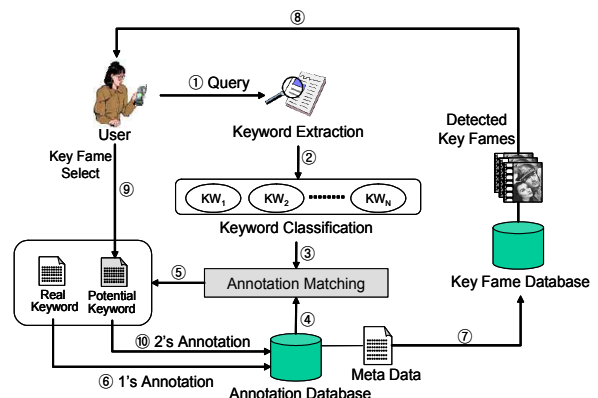 ⑧
① Query
User
Keyword Extraction
Key Fame
Select
②
Detected
Key Fames
⑨
KW1 KW2 KWN
Keyword Classification
③
⑤
Annotation Matching
Key Fame Database
Real
Keyword
Potential
Keyword
④
⑩ 2's Annotation
⑦
⑥ 1's Annotation
Meta Data
Annotation Database